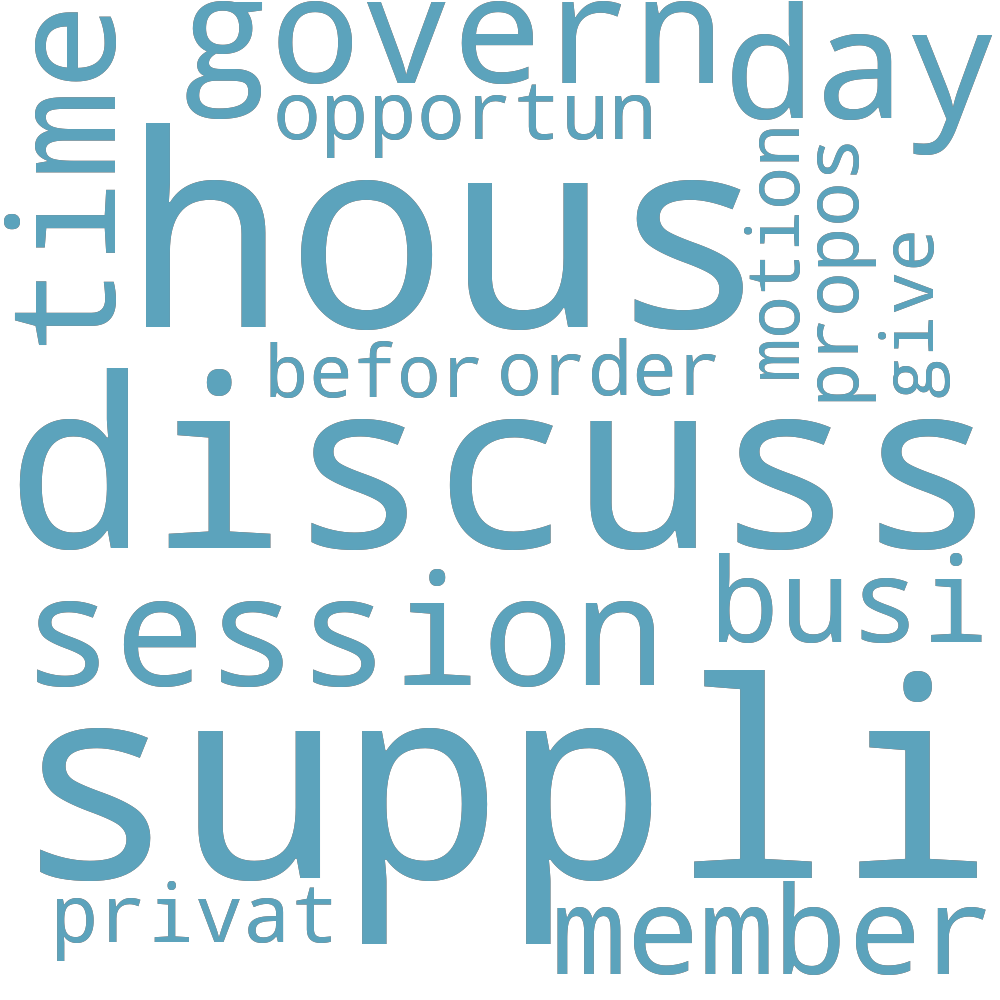 govern
day
time
opportun
hous
motion
propos
give
befor
order
discuss
session
busi
suppli
privat
member